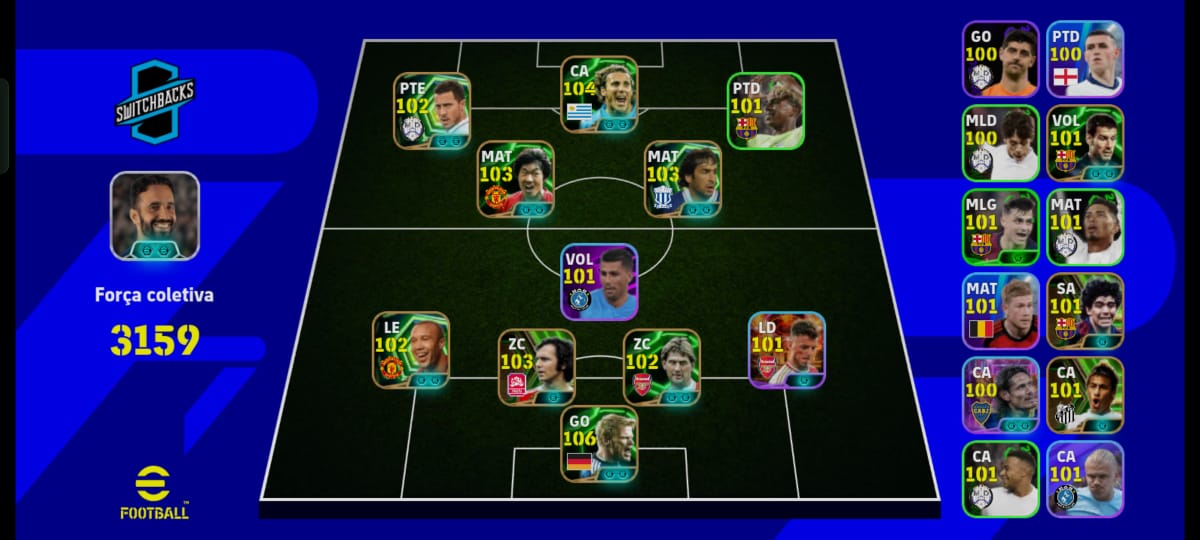 SWITCHBACKS
Força coletiva
3159
FOOTBALL™
PTE
102
CA
104
PTD
101
MAT
103
MAT
103
VOL
101
LE
102
ZC
103
ZC
102
LD
101
GO
106
GO
100
PTD
100
MLD
100
VOL
101
MLG
101
MAT
101
MAT
101
SA
101
CA
100
CA
101
CA
101
CA
101